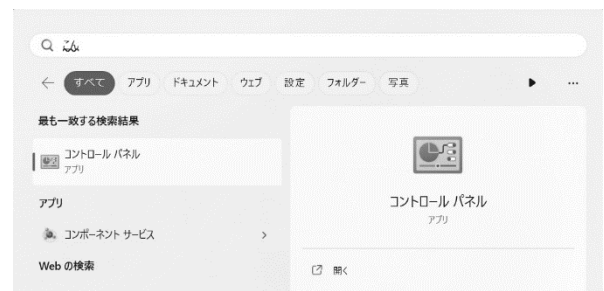 こん
← すべて アプリ ドキュメント ウェブ 設定 フォルダー 写真 ▶ …
最も一致する検索結果
コントロール パネル
アプリ
アプリ
コンポーネント サービス >
Web の検索
コントロール パネル
アプリ
開く